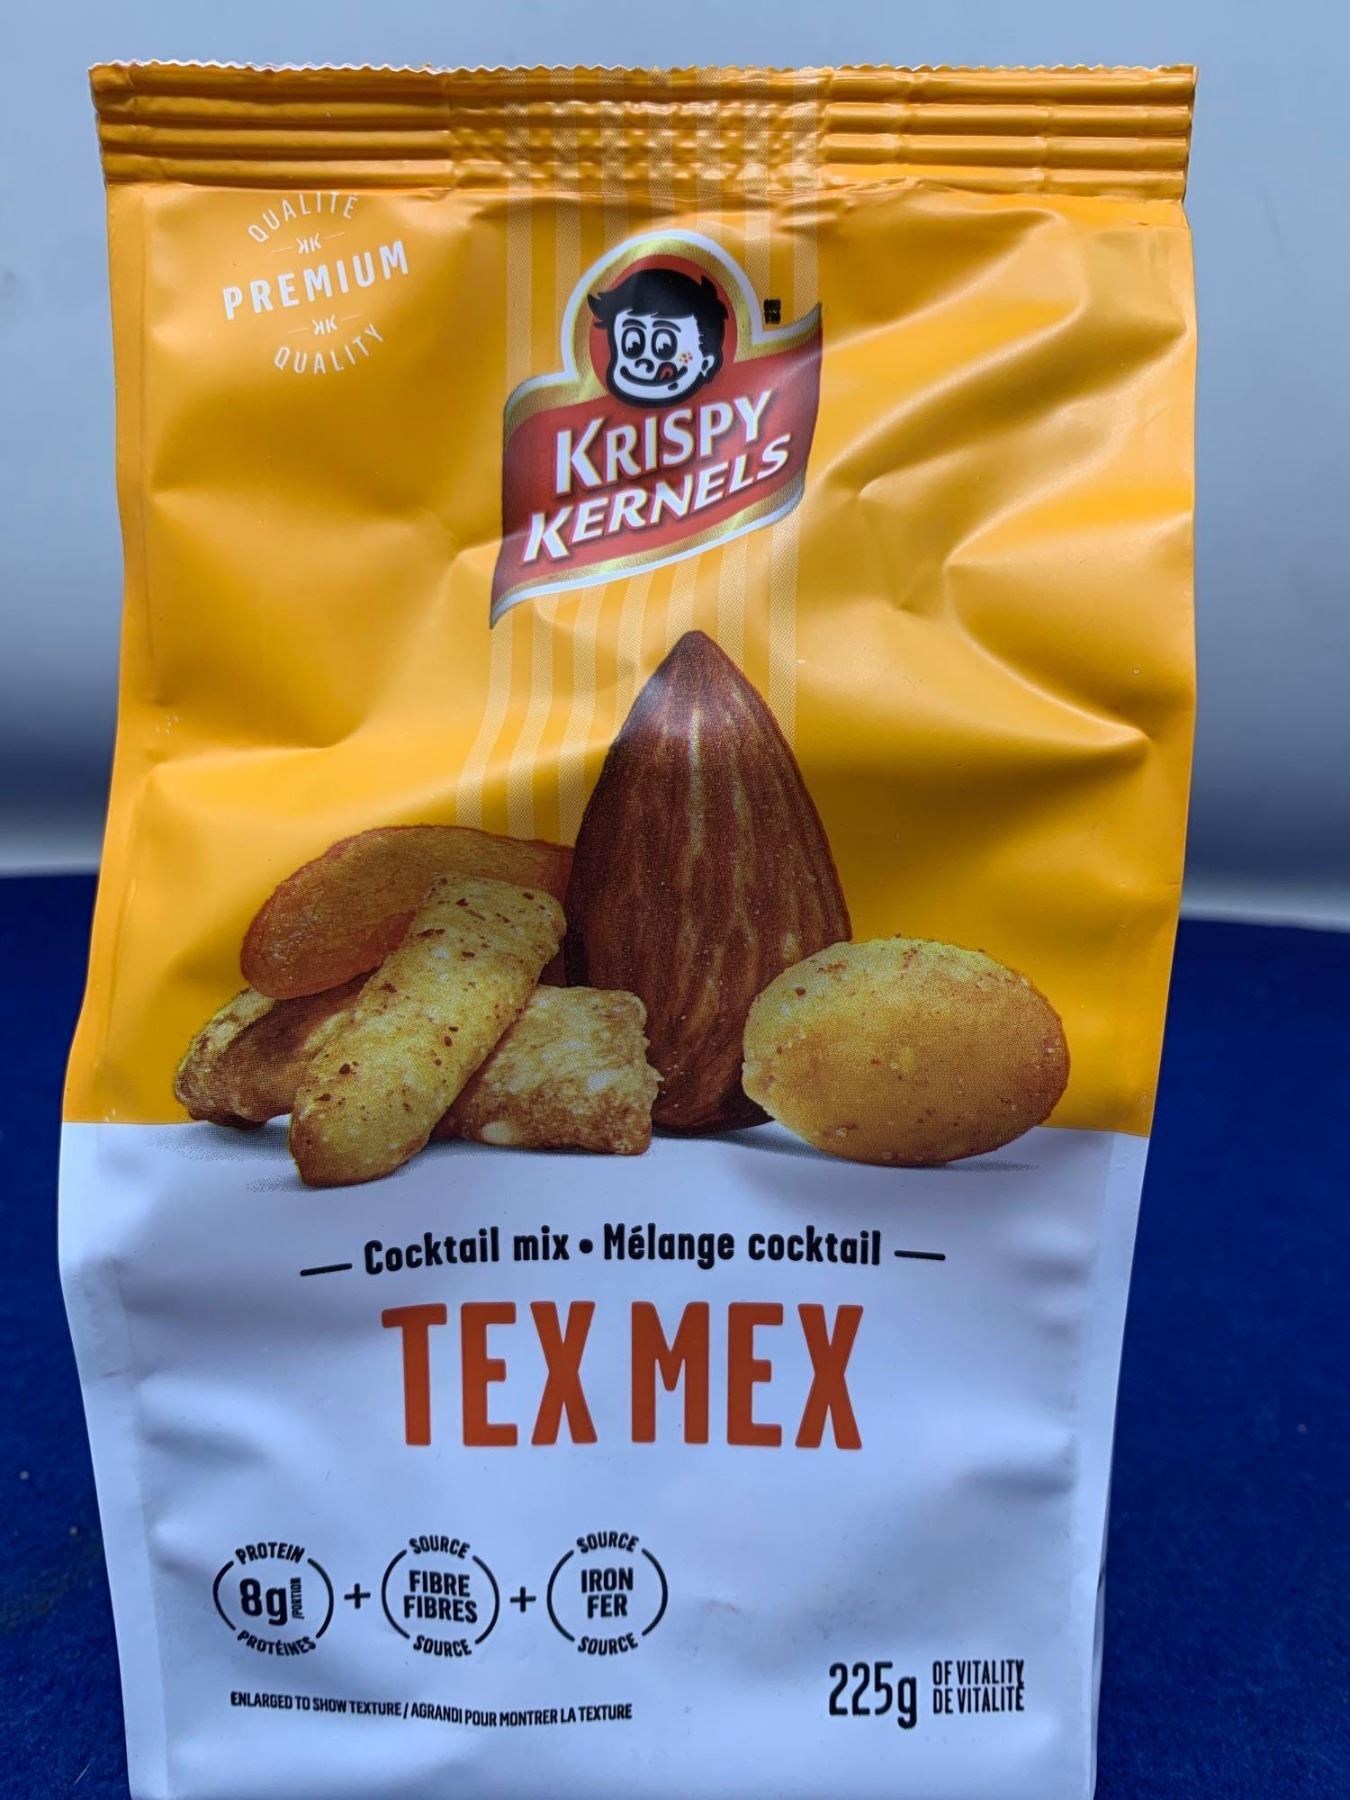 QUALITÉ
KK
PREMIUM
KK
QUALITY
KRISPY
KERNELS
Cocktail mix • Mélange cocktail
TEX MEX
PROTEIN
8g /PORTION
PROTÉINES
+
SOURCE
FIBRE
FIBRES
SOURCE
+
SOURCE
IRON
FER
SOURCE
225g OF VITALITY
DE VITALITÉ
ENLARGED TO SHOW TEXTURE / AGRANDI POUR MONTRER LA TEXTURE